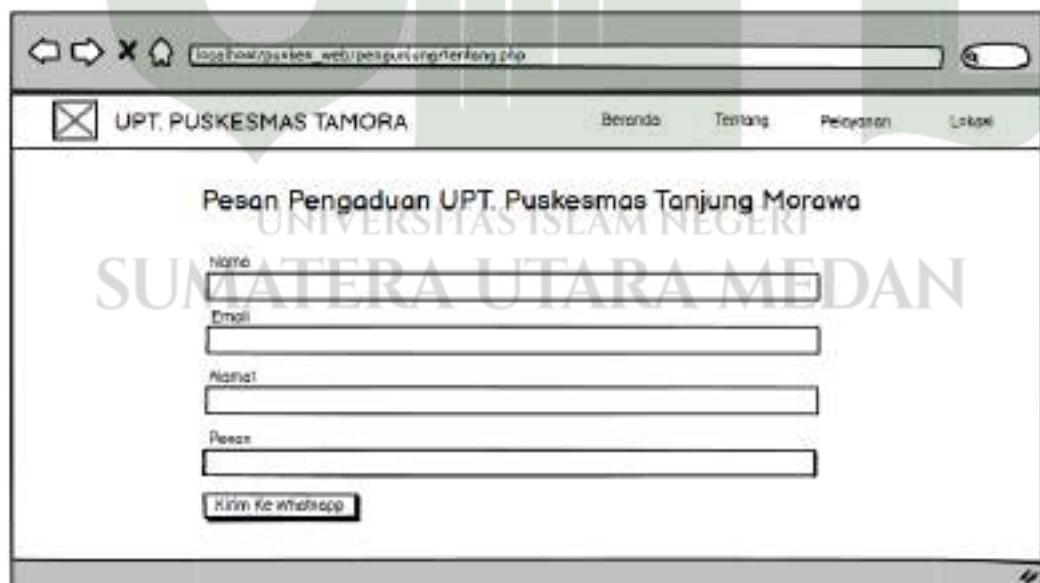 localhost/puskes_web/pengunjung/tentang.php
UPT. PUSKESMAS TAMORA
Beranda Tentang Pelayanan Lokasi
Pesan Pengaduan UPT. Puskesmas Tanjung Morawa
UNIVERSITAS ISLAM NEGERI
SUMATERA UTARA MEDAN
Nama
Email
Alamat
Pesan
Kirim Ke Whatsapp